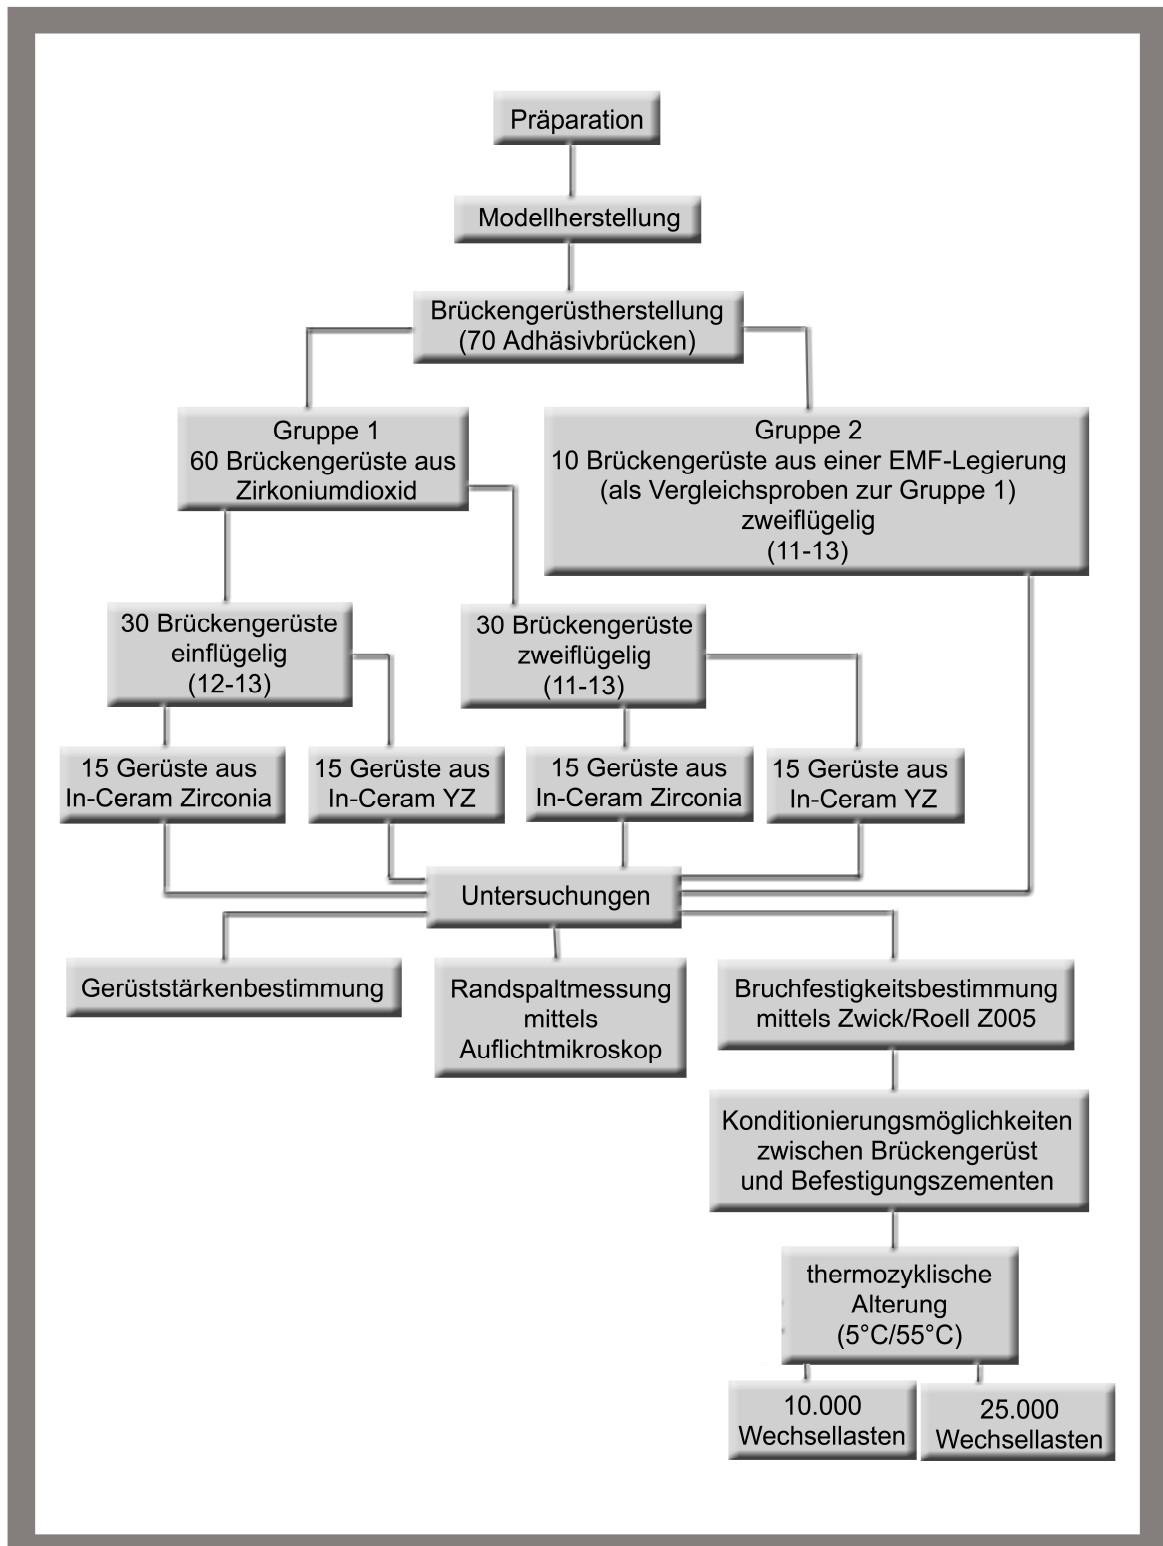 Präparation
Modellherstellung
Brückengerüstherstellung
(70 Adhäsivbrücken)
Gruppe 1
60 Brückengerüste aus
Zirkoniumdioxid
Gruppe 2
10 Brückengerüste aus einer EMF-Legierung
(als Vergleichsproben zur Gruppe 1)
zweiflügelig
(11-13)
30 Brückengerüste
einflügelig
(12-13)
30 Brückengerüste
zweiflügelig
(11-13)
15 Gerüste aus
In-Ceram Zirconia
15 Gerüste aus
In-Ceram YZ
15 Gerüste aus
In-Ceram Zirconia
15 Gerüste aus
In-Ceram YZ
Untersuchungen
Gerüststärkenbestimmung
Randspaltmessung
mittels
Auflichtmikroskop
Bruchfestigkeitsbestimmung
mittels Zwick/Roell Z005
Konditionierungsmöglichkeiten
zwischen Brückengerüst
und Befestigungszementen
thermozyklische
Alterung
(5°C/55°C)
10.000
Wechsellasten
25.000
Wechsellasten